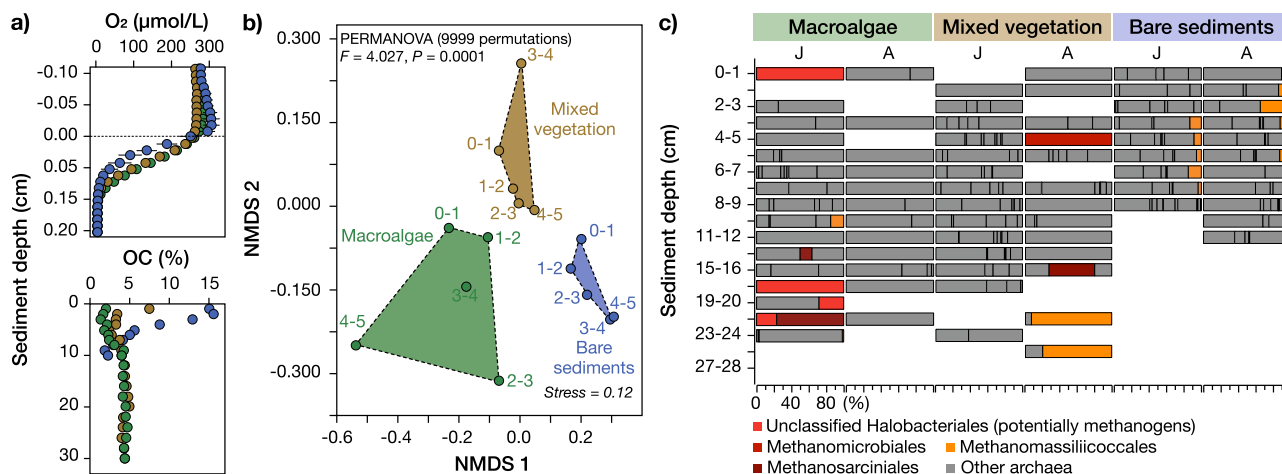 a)
O₂ (µmol/L)
0 100 200 300
-0.10
-0.05
0.00
0.05
0.15
0.20
Sediment depth (cm)
OC (%)
0 5 10 15
0
10
20
30
b)
PERMANOVA (9999 permutations)
F = 4.027, P = 0.0001
0.300
0.150
0.000
-0.150
-0.300
NMDS 2
3-4
Mixed
vegetation
0-1
1-2
2-3
4-5
0-1
Macroalgae
1-2
3-4
4-5
2-3
0-1
1-2
2-3
4-5
3-4
Bare
sediments
Stress = 0.12
-0.6 -0.4 -0.2 0.0 0.2 0.4
NMDS 1
c)
Macroalgae Mixed vegetation Bare sediments
J A J A J A
Sediment depth (cm)
0-1
2-3
4-5
6-7
8-9
11-12
15-16
19-20
23-24
27-28
0 40 80 (%)
Unclassified Halobacteriales (potentially methanogens)
Methanomicrobiales Methanomassiliicoccales
Methanosarciniales Other archaea